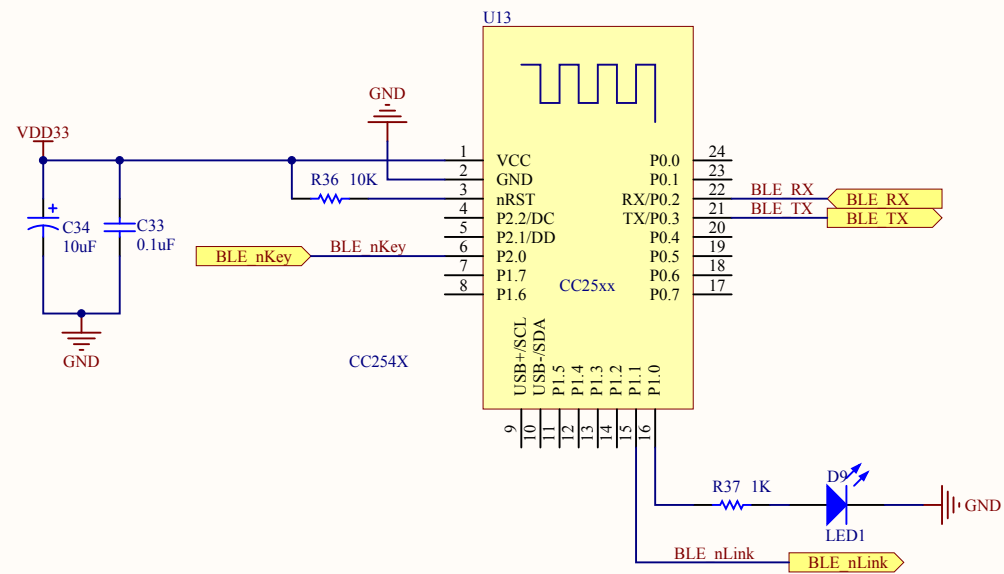 U13
GND
VDD33
1 VCC P0.0 24
2 GND P0.1 23
R36 10K
3 nRST RX/P0.2 22 BLE_RX BLE_RX
4 P2.2/DC TX/P0.3 21 BLE_TX BLE_TX
C34 C33
10uF 0.1uF
5 P2.1/DD P0.4 20
BLE_nKey BLE_nKey 6 P2.0 P0.5 19
7 P1.7 P0.6 18
8 P1.6 P0.7 17
CC25xx
GND
CC254X
USB+/SCL
USB-/SDA
P1.5
P1.4
P1.3
P1.2
P1.1
P1.0
9
10
11
12
13
14
15
16
R37 1K
D9
GND
LED1
BLE_nLink BLE_nLink